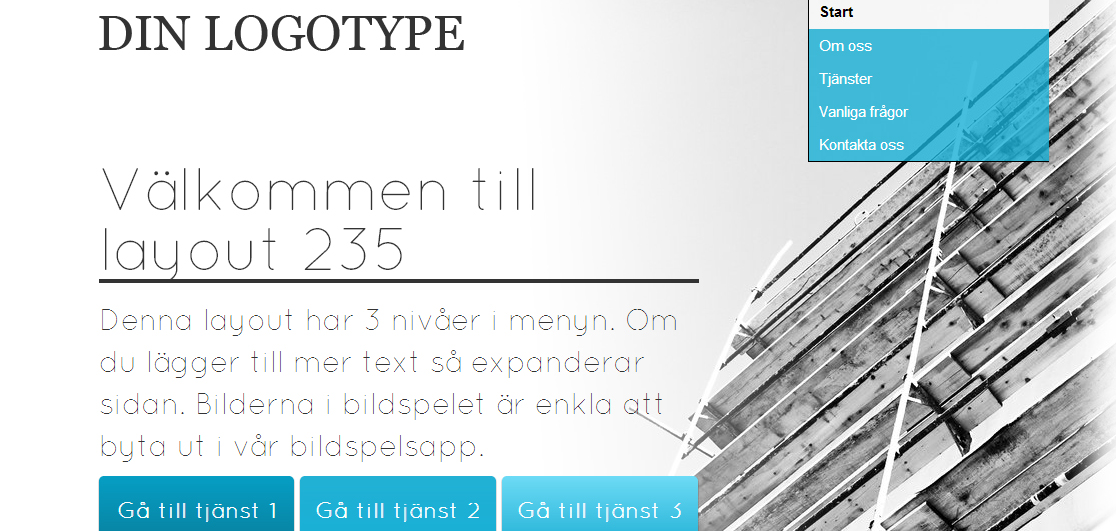 DIN LOGOTYPE
Start
Om oss
Tjänster
Vanliga frågor
Kontakta oss
Välkommen till
layout 235
Denna layout har 3 nivåer i menyn. Om
du lägger till mer text så expanderar
sidan. Bilderna i bildspelet är enkla att
byta ut i vår bildspelsapp.
Gå till tjänst 1
Gå till tjänst 2
Gå till tjänst 3